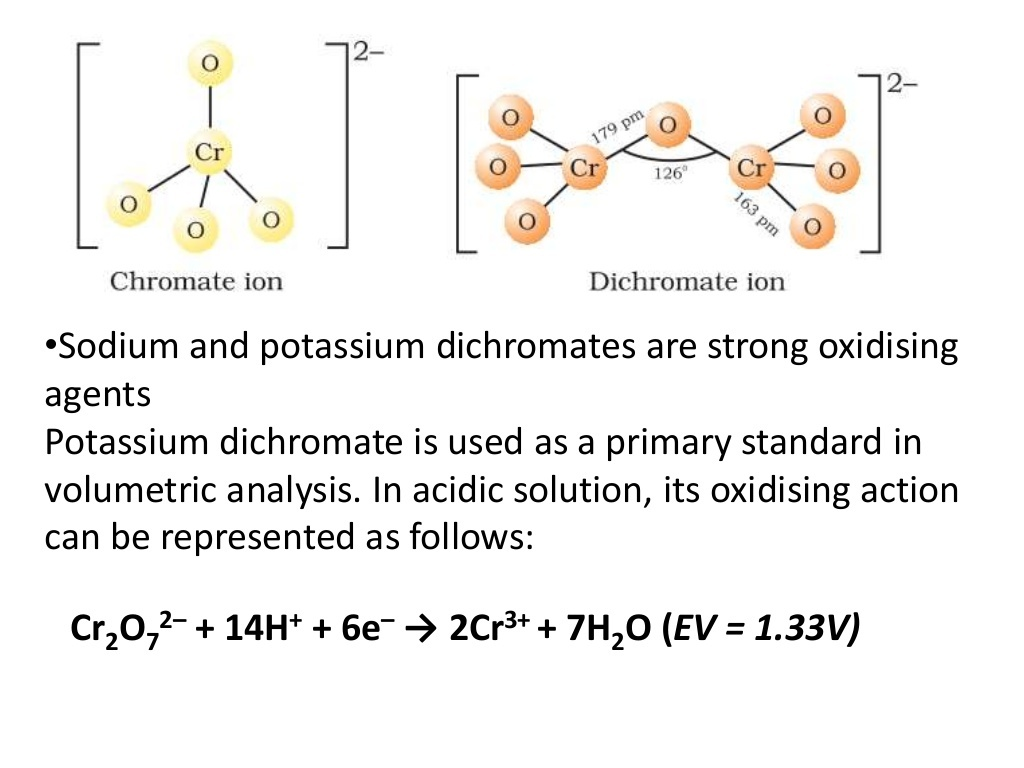 O
2–
Cr
O
O
O
Chromate ion
2–
O
O
O
Cr
179 pm
O
126°
Cr
163 pm
O
O
O
Dichromate ion
•Sodium and potassium dichromates are strong oxidising
agents
Potassium dichromate is used as a primary standard in
volumetric analysis. In acidic solution, its oxidising action
can be represented as follows:
Cr₂O₇²⁻ + 14H⁺ + 6e⁻ → 2Cr³⁺ + 7H₂O (EV = 1.33V)